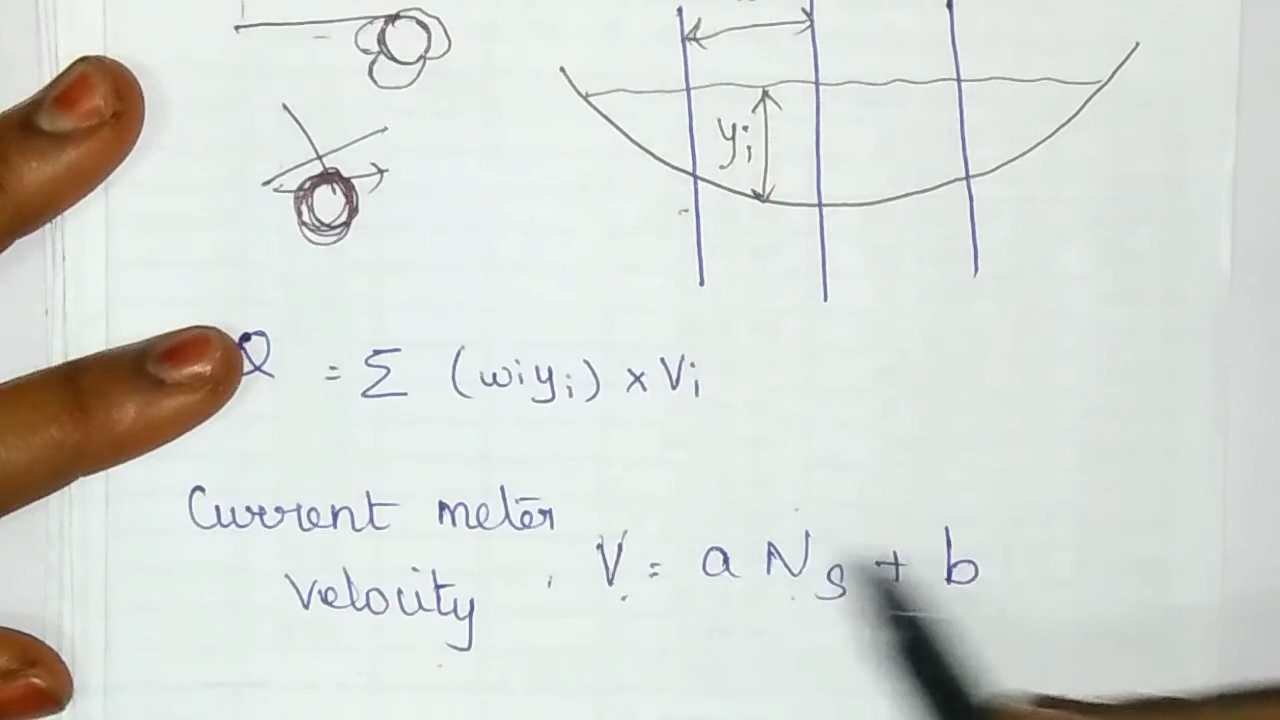 yi
Q = Σ (wiyi) x Vi
Current meter
velocity V = a Ns + b